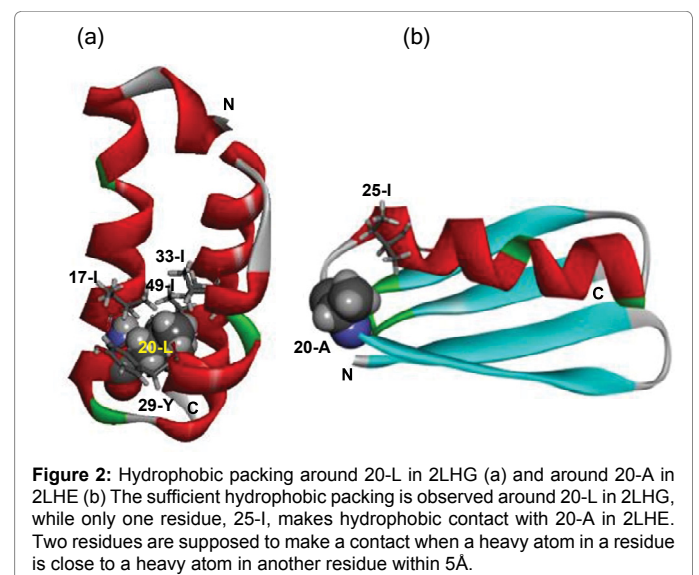 (a)
(b)
N
25-I
33-I
17-I
49-I
20-L
C
29-Y
C
20-A
N
Figure 2: Hydrophobic packing around 20-L in 2LHG (a) and around 20-A in
2LHE (b) The sufficient hydrophobic packing is observed around 20-L in 2LHG,
while only one residue, 25-I, makes hydrophobic contact with 20-A in 2LHE.
Two residues are supposed to make a contact when a heavy atom in a residue
is close to a heavy atom in another residue within 5Å.